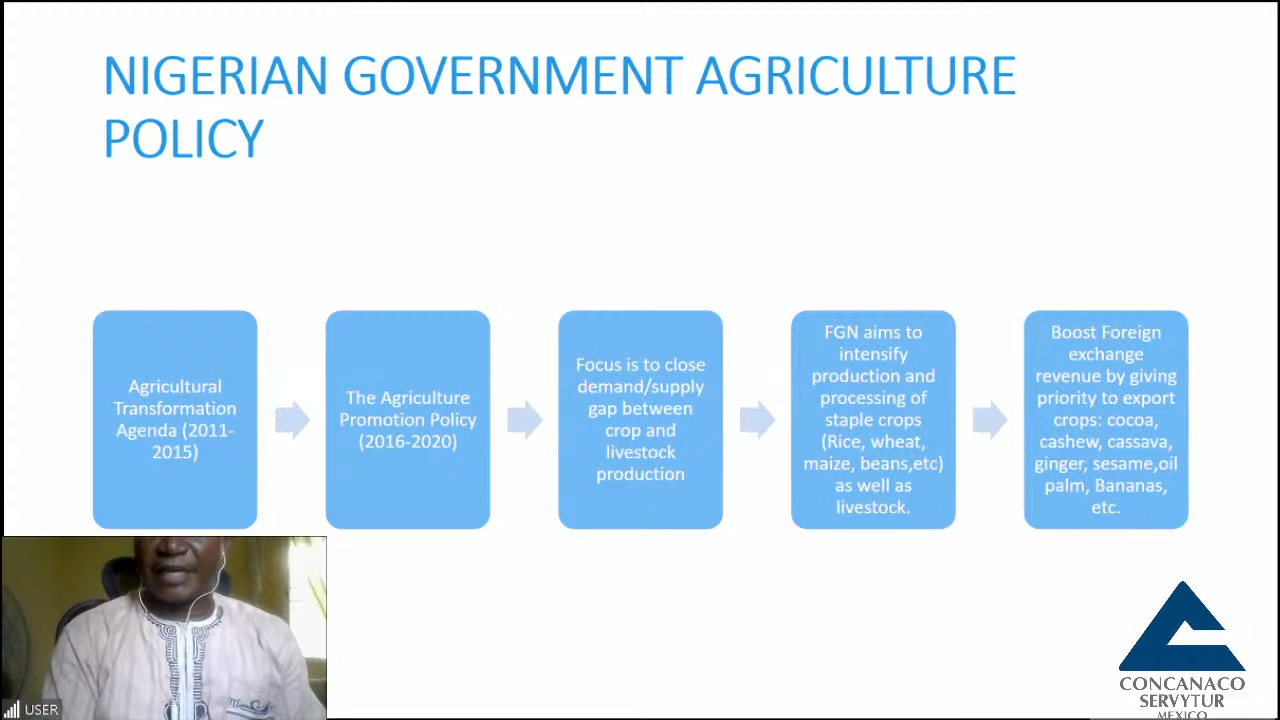 NIGERIAN GOVERNMENT AGRICULTURE
POLICY
Agricultural
Transformation
Agenda (2011-
2015)
The Agriculture
Promotion Policy
(2016-2020)
Focus is to close
demand/supply
gap between
crop and
livestock
production
FGN aims to
intensify
production and
processing of
staple crops
(Rice, wheat,
maize, beans,etc)
as well as
livestock.
Boost Foreign
exchange
revenue by giving
priority to export
crops: cocoa,
cashew, cassava,
ginger, sesame,oil
palm, Bananas,
etc.
USER
CONCANACO
SERVYTUR
MEXICO